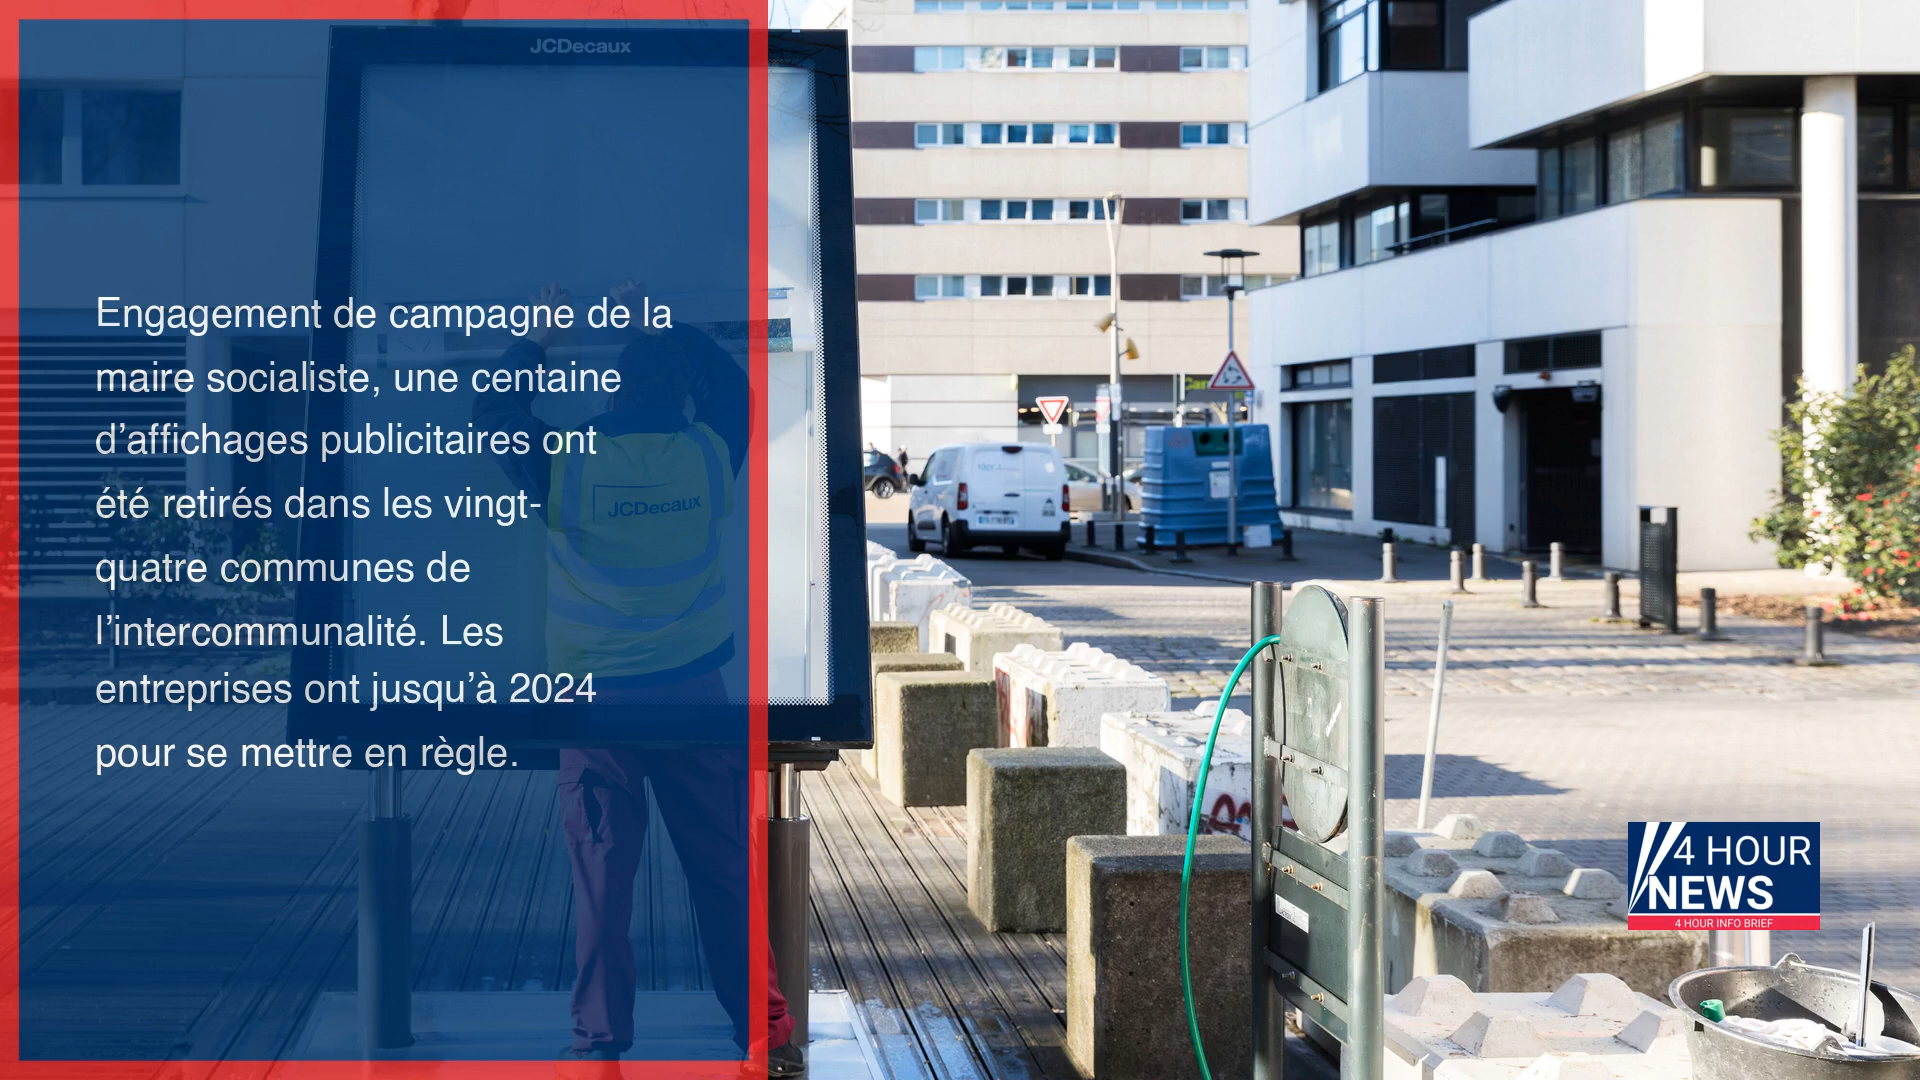 JCDecaux
Engagement de campagne de la
maire socialiste, une centaine
d’affichages publicitaires ont
été retirés dans les vingt-
quatre communes de
l’intercommunalité. Les
entreprises ont jusqu’à 2024
pour se mettre en règle.
JCDecaux
4 HOUR
NEWS
4 HOUR INFO BRIEF